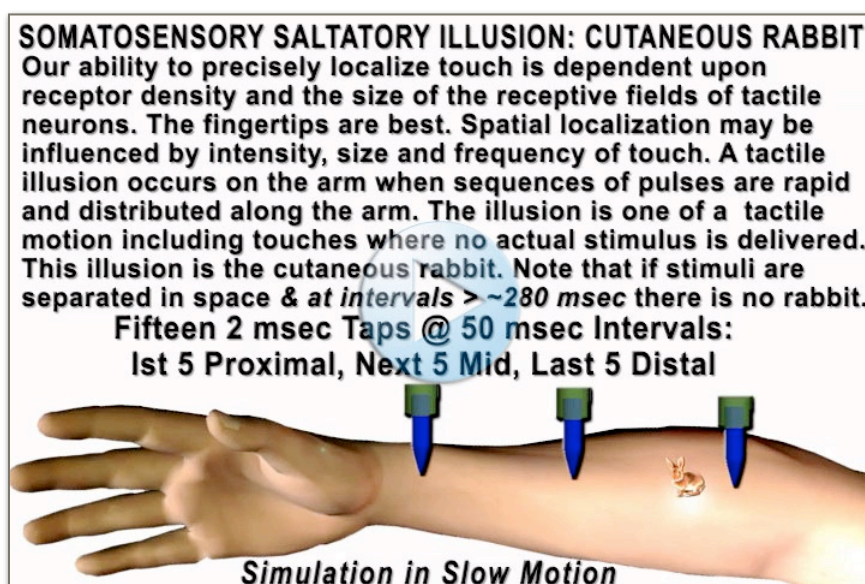 SOMATOSENSORY SALTATORY ILLUSION: CUTANEOUS RABBIT
Our ability to precisely localize touch is dependent upon
receptor density and the size of the receptive fields of tactile
neurons. The fingertips are best. Spatial localization may be
influenced by intensity, size and frequency of touch. A tactile
illusion occurs on the arm when sequences of pulses are rapid
and distributed along the arm. The illusion is one of a tactile
motion including touches where no actual stimulus is delivered.
This illusion is the cutaneous rabbit. Note that if stimuli are
separated in space & at intervals > ~280 msec there is no rabbit.
Fifteen 2 msec Taps @ 50 msec Intervals:
Ist 5 Proximal, Next 5 Mid, Last 5 Distal
Simulation in Slow Motion